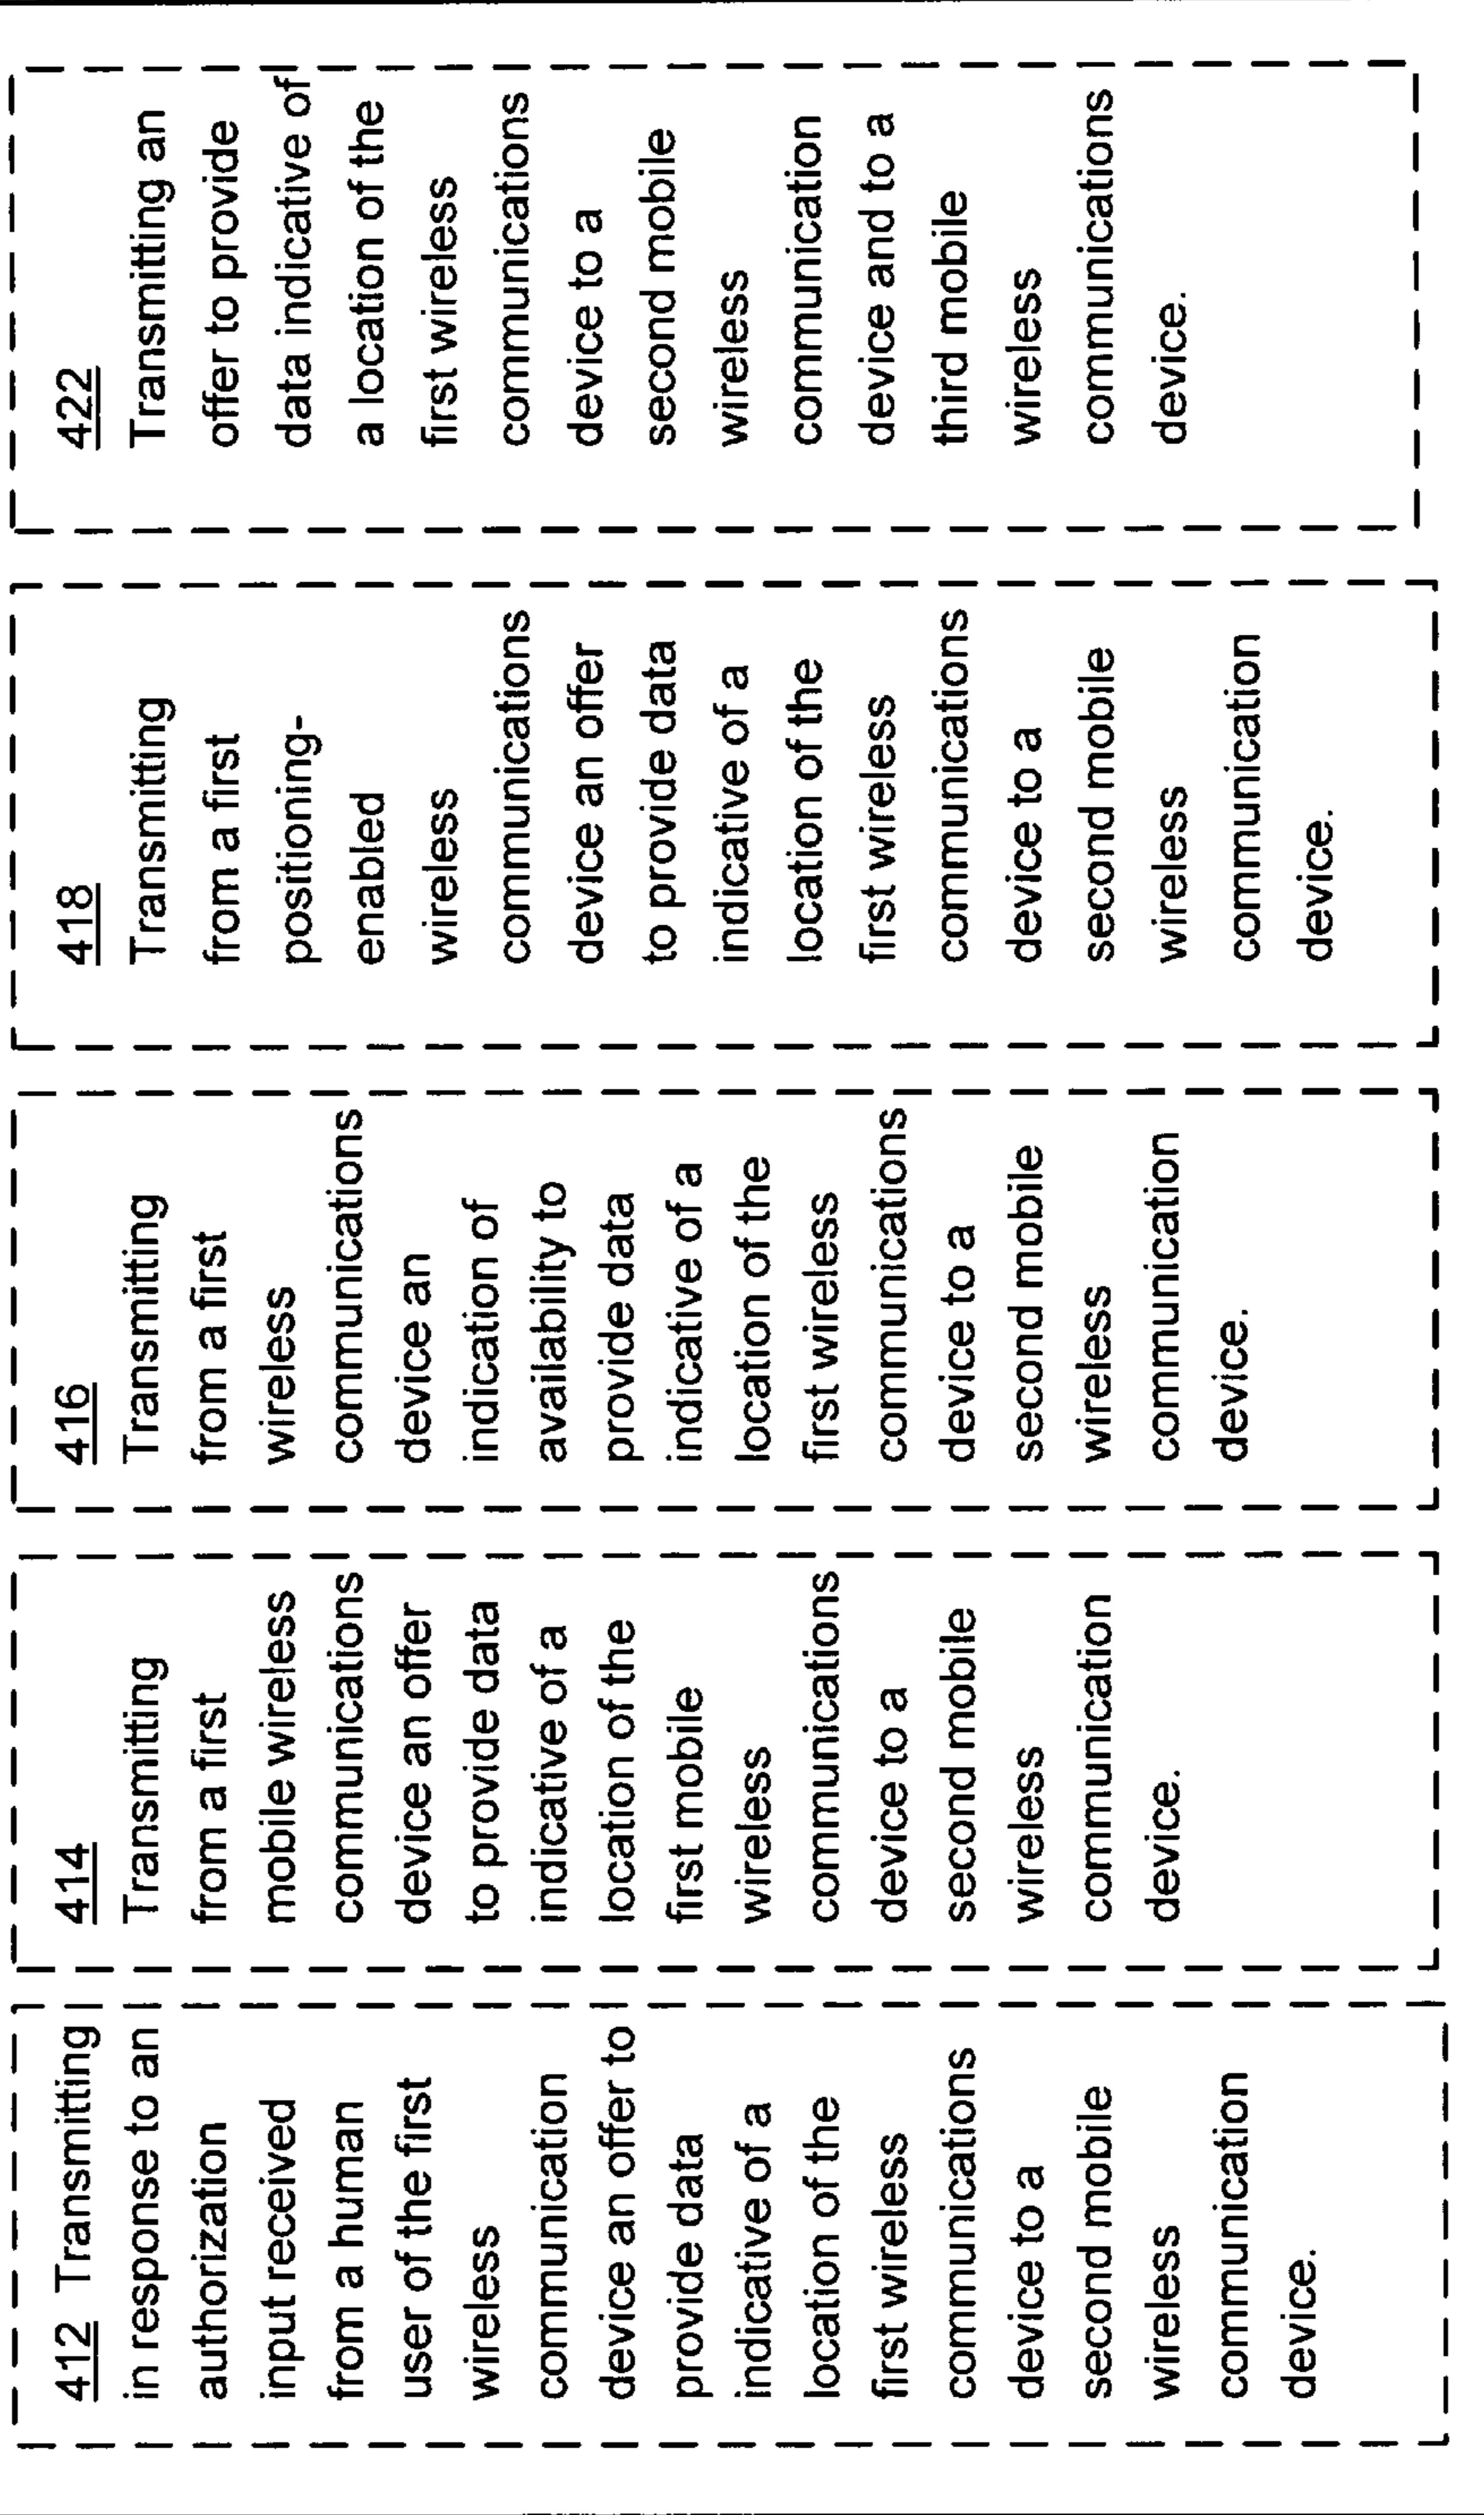 412 Transmitting
in response to an
authorization
input received
from a human
user of the first
wireless
communication
device an offer to
provide data
indicative of a
location of the
first wireless
communications
device to a
second mobile
wireless
communication
device.
414
Transmitting
from a first
mobile wireless
communications
device an offer
to provide data
indicative of a
location of the
first mobile
wireless
communications
device to a
second mobile
wireless
communication
device.
416
Transmitting
from a first
wireless
communications
device an
indication of
availability to
provide data
indicative of a
location of the
first wireless
communications
device to a
second mobile
wireless
communication
device.
418
Transmitting
from a first
positioning-
enabled
wireless
communications
device an offer
to provide data
indicative of a
location of the
first wireless
communications
device to a
second mobile
wireless
communication
device.
422
Transmitting an
offer to provide
data indicative of
a location of the
first wireless
communications
device to a
second mobile
wireless
communication
device and to a
third mobile
wireless
communications
device.